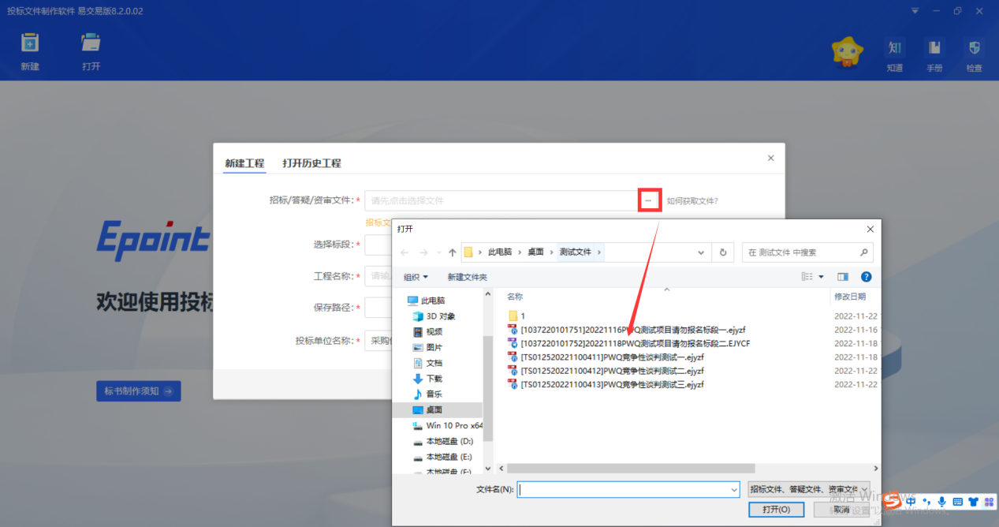 投标文件制作软件 易交易版8.2.0.02
新建
打开
知道
手册
检查
新建工程
打开历史工程
招标/答疑/资审文件:*
请先点击选择文件
...
如何获取文件?
招标文
选择标段:*
工程名称:*
请输
保存路径:*
投标单位名称:*
采购
Epoint
欢迎使用投标
标书制作须知
打开
此电脑 › 桌面 › 测试文件 ›
在 测试文件 中搜索
组织
新建文件夹
此电脑
3D 对象
视频
图片
文档
下载
音乐
桌面
Win 10 Pro x64
本地磁盘 (D:)
本地磁盘 (E:)
本地磁盘 (F:)
名称
修改日期
1
2022-11-22
[1037220101751]20221116PWQ测试项目请勿报名标段一.ejyzf
2022-11-16
[1037220101752]20221118PWQ测试项目请勿报名标段二.EJYCF
2022-11-18
[TS012520221100411]PWQ竞争性谈判测试一.ejyzf
2022-11-18
[TS012520221100412]PWQ竞争性谈判测试二.ejyzf
2022-11-22
[TS012520221100413]PWQ竞争性谈判测试三.ejyzf
2022-11-22
文件名(N):
招标文件、答疑文件、资审文件
打开(O)
取消
激活 Windows
转到"设置"以激活 Windows。
中